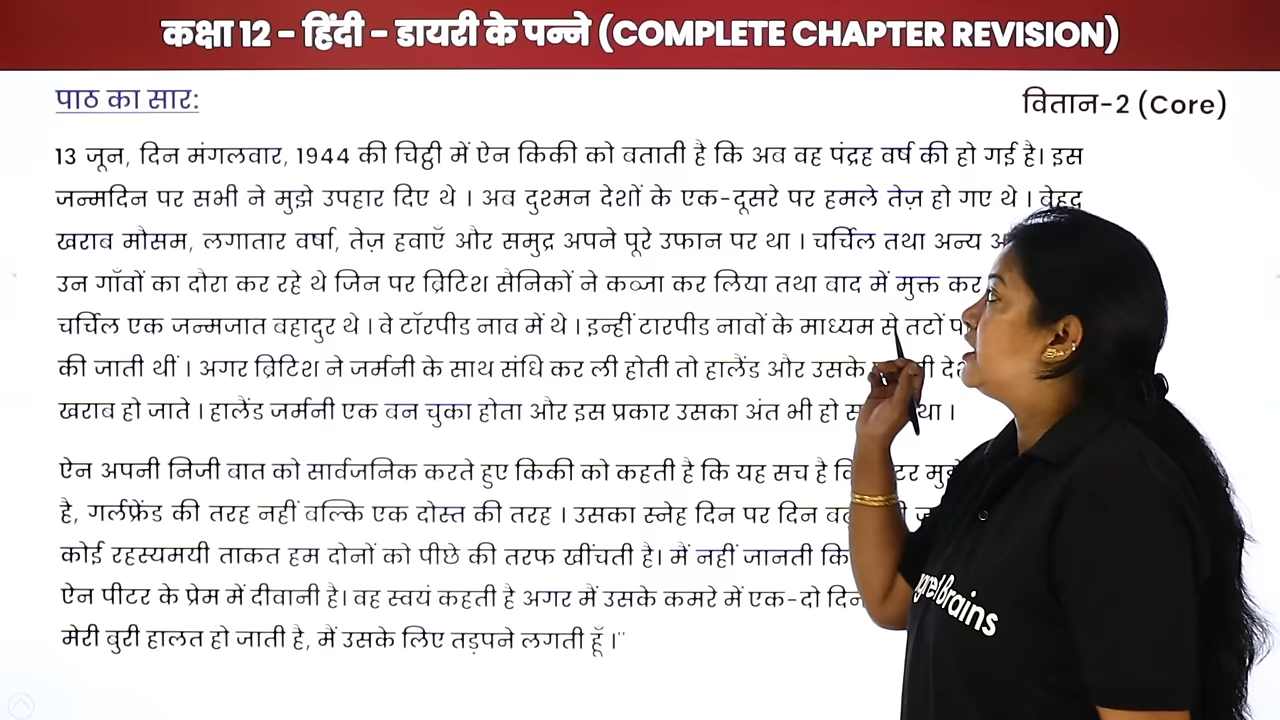 कक्षा 12 - हिंदी - डायरी के पन्ने (COMPLETE CHAPTER REVISION)
पाठ का सार:
वितान-2 (Core)
13 जून, दिन मंगलवार, 1944 की चिट्ठी में ऐन किकी को बताती है कि अब वह पंद्रह वर्ष की हो गई है। इस
जन्मदिन पर सभी ने मुझे उपहार दिए थे । अब दुश्मन देशों के एक-दूसरे पर हमले तेज़ हो गए थे । बेहद
खराब मौसम, लगातार वर्षा, तेज़ हवाएँ और समुद्र अपने पूरे उफान पर था । चर्चिल तथा अन्य
उन गाँवों का दौरा कर रहे थे जिन पर ब्रिटिश सैनिकों ने कब्जा कर लिया तथा बाद में मुक्त कर
चर्चिल एक जन्मजात बहादुर थे । वे टॉरपीड नाव में थे । इन्हीं टारपीड नावों के माध्यम से तटों
की जाती थीं । अगर ब्रिटिश ने जर्मनी के साथ संधि कर ली होती तो हालैंड और उसके
खराब हो जाते । हालैंड जर्मनी एक बन चुका होता और इस प्रकार उसका अंत भी हो था ।
ऐन अपनी निजी बात को सार्वजनिक करते हुए किकी को कहती है कि यह सच है
है, गर्लफ्रेंड की तरह नहीं बल्कि एक दोस्त की तरह । उसका स्नेह दिन पर दिन
कोई रहस्यमयी ताकत हम दोनों को पीछे की तरफ खींचती है। मैं नहीं जानती कि
ऐन पीटर के प्रेम में दीवानी है। वह स्वयं कहती है अगर मैं उसके कमरे में एक-दो दिन
मेरी बुरी हालत हो जाती है, मैं उसके लिए तड़पने लगती हूँ ।"
Brains